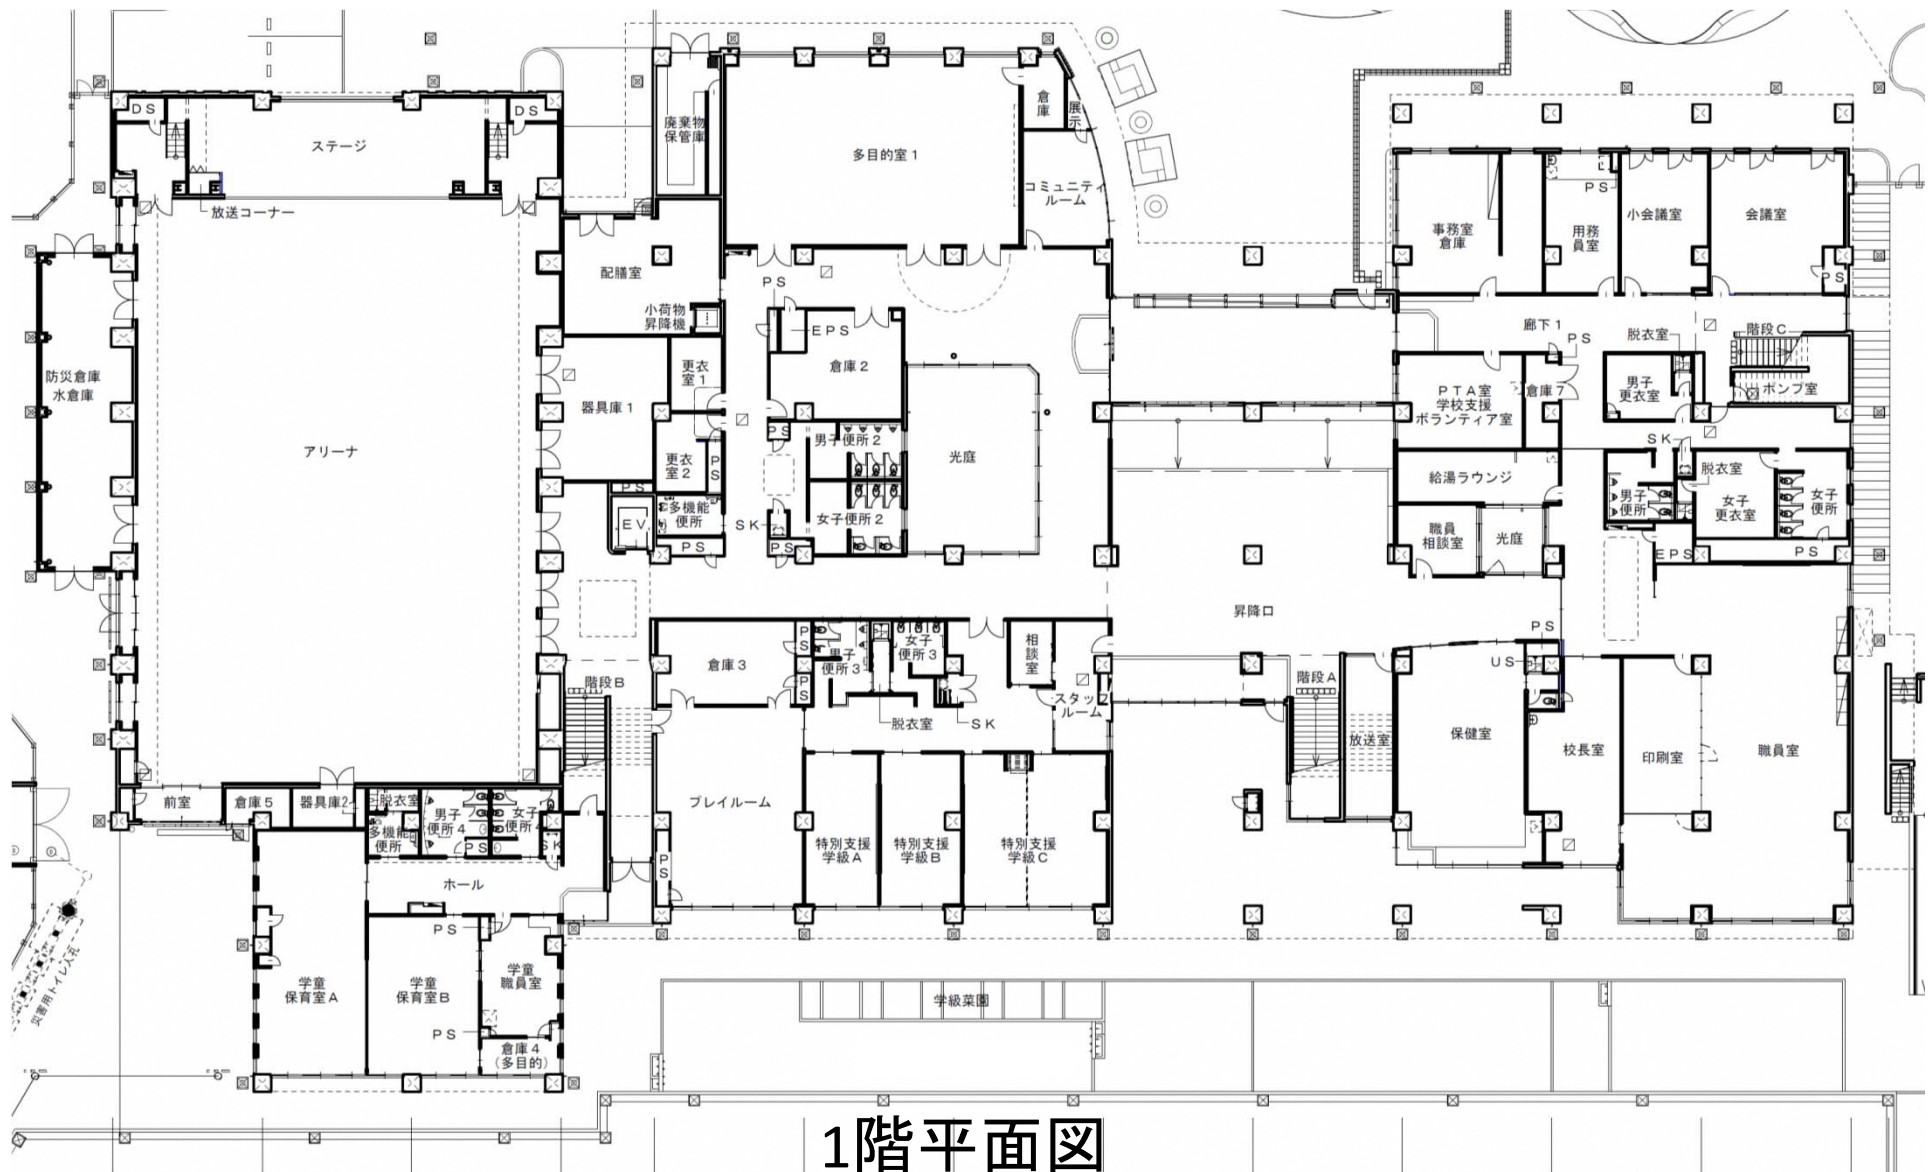 DS
DS
ステージ
放送コーナー
廃棄物
保管庫
多目的室1
倉
庫
展
示
コミュニティ
ルーム
事務室
倉庫
PS
用務
員室
小会議室
会議室
PS
配膳室
小荷物
昇降機
PS
EPS
倉庫2
廊下1
PS
脱衣室
階段C
ポンプ室
防災倉庫
水倉庫
アリーナ
器具庫1
更衣
室1
更衣
室2
PS
PS
男子便所2
女子便所2
光庭
PTA室
学校支援
ボランティア室
倉庫7
男子
更衣室
SK
給湯ラウンジ
脱衣室
男子
便所
女子
更衣室
女子
便所
PS
EV
多機能
便所
PS
SK
PS
職員
相談室
光庭
EPS
PS
昇降口
PS
US
倉庫3
PS
PS
男子
便所3
女子
便所3
相
談
室
スタッフ
ルーム
脱衣室
SK
階段B
階段A
放送室
保健室
校長室
印刷室
職員室
プレイルーム
特別支援
学級A
特別支援
学級B
特別支援
学級C
PS
前室
倉庫5
器具庫2
脱衣室
多機能
便所
男子
便所4
PS
女子
便所4
SK
ホール
PS
学童
保育室A
学童
保育室B
学童
職員室
PS
倉庫4
(多目的)
災害用トイレ人孔
学級菜園
1階平面図